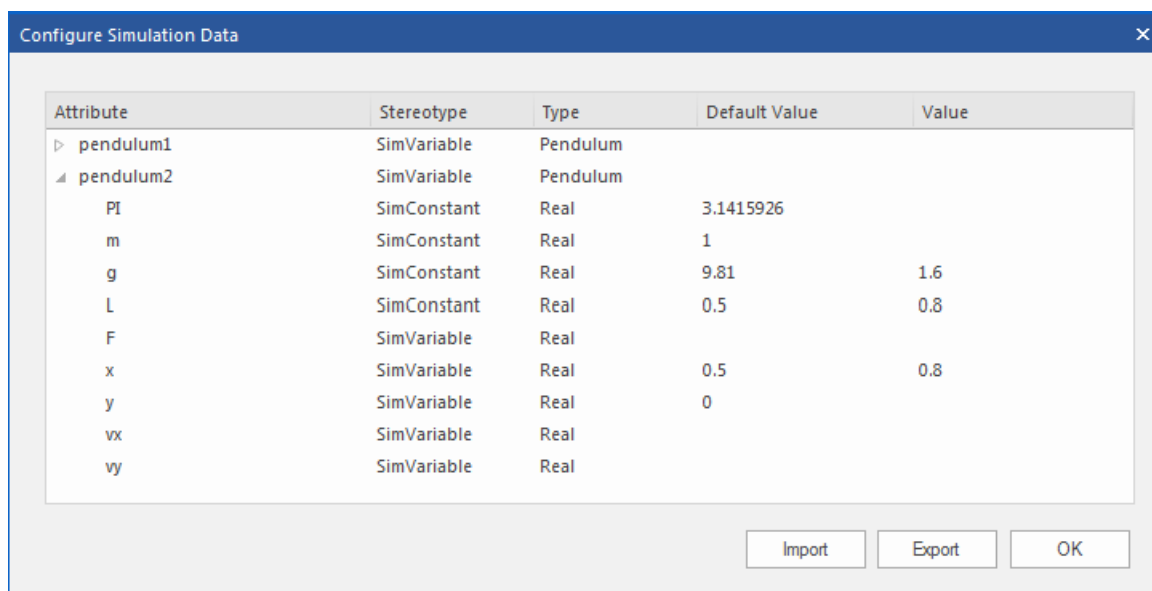 Configure Simulation Data
Attribute Stereotype Type Default Value Value
pendulum1 SimVariable Pendulum
pendulum2 SimVariable Pendulum
PI SimConstant Real 3.1415926
m SimConstant Real 1
g SimConstant Real 9.81 1.6
L SimConstant Real 0.5 0.8
F SimVariable Real
x SimVariable Real 0.5 0.8
y SimVariable Real 0
vx SimVariable Real
vy SimVariable Real
Import Export OK